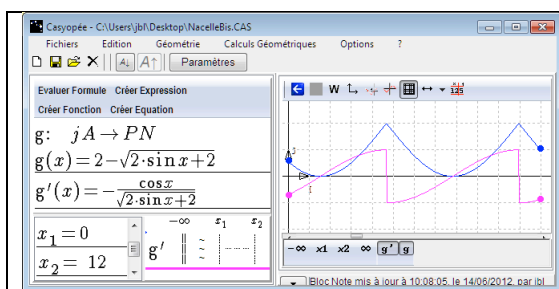 Casyopée - C:\Users\jbl\Desktop\NacelleBis.CAS
Fichiers Edition Géométrie Calculs Géométriques Options ?
Paramètres
Evaluer Formule Créer Expression
Créer Fonction Créer Equation
g: jA → PN
g(x) = 2−√2·sin x+2
g'(x) = − cos x / √2·sin x+2
x1 = 0
x2 = 12
−∞ x1 x2
g'
W
−∞ x1 x2 ∞ g' g
Bloc Note mis à jour à 10:08:05, le 14/06/2012, par jbl